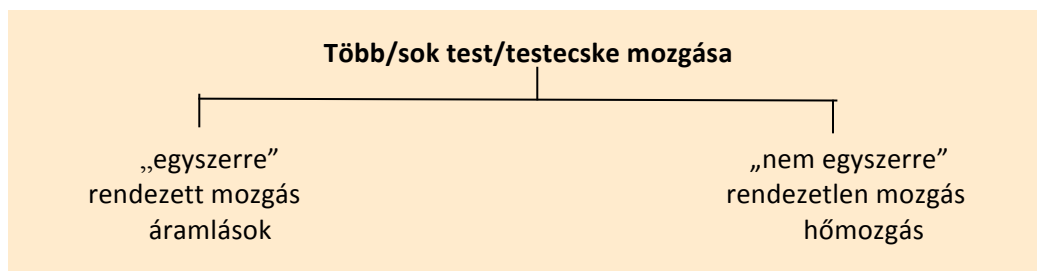 Több/sok test/testecske mozgása
„egyszerre”
rendezett mozgás
áramlások
„nem egyszerre”
rendezetlen mozgás
hőmozgás